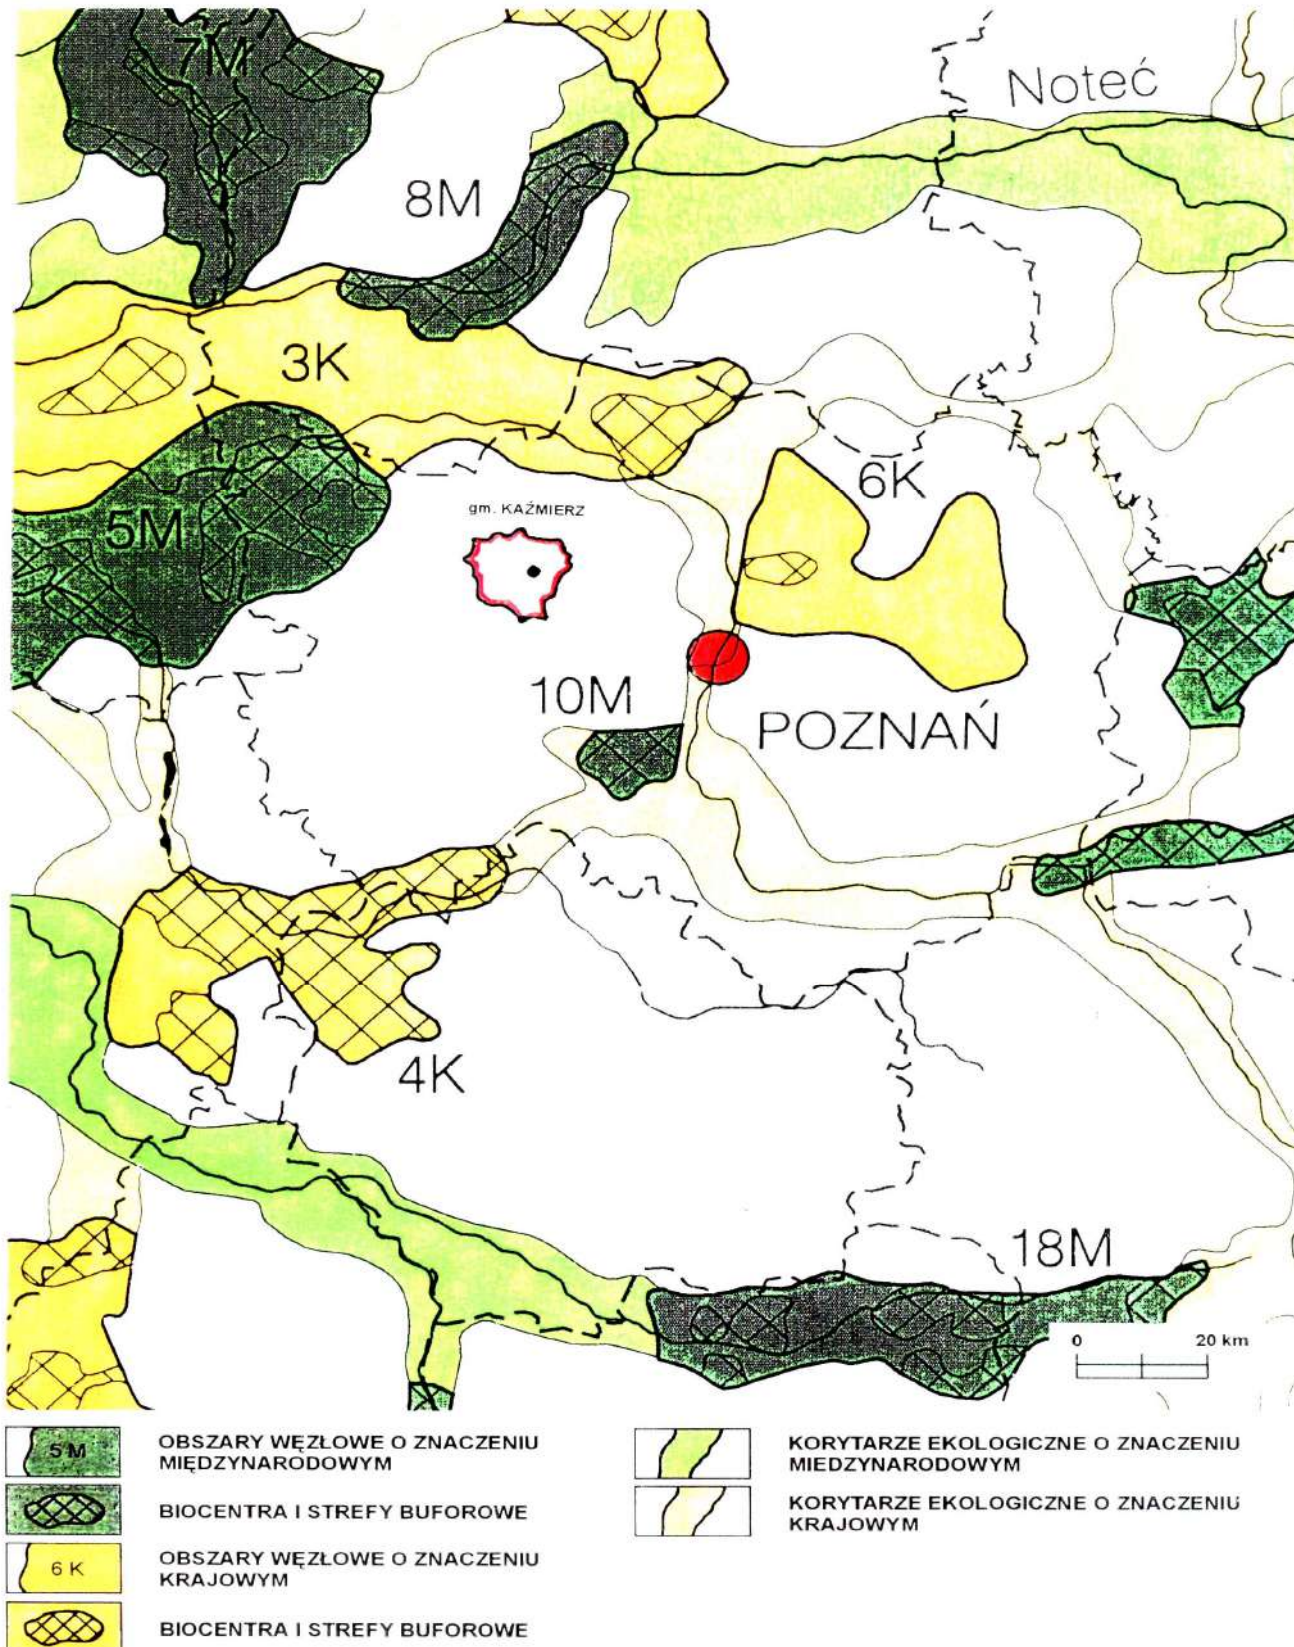 7M
Noteć
8M
3K
6K
gm. KAŹMIERZ
5M
10M
POZNAŃ
4K
18M
0 20 km
5 M
OBSZARY WĘZŁOWE O ZNACZENIU
MIĘDZYNARODOWYM
BIOCENTRA I STREFY BUFOROWE
6 K
OBSZARY WĘZŁOWE O ZNACZENIU
KRAJOWYM
BIOCENTRA I STREFY BUFOROWE
KORYTARZE EKOLOGICZNE O ZNACZENIU
MIEDZYNARODOWYM
KORYTARZE EKOLOGICZNE O ZNACZENIU
KRAJOWYM